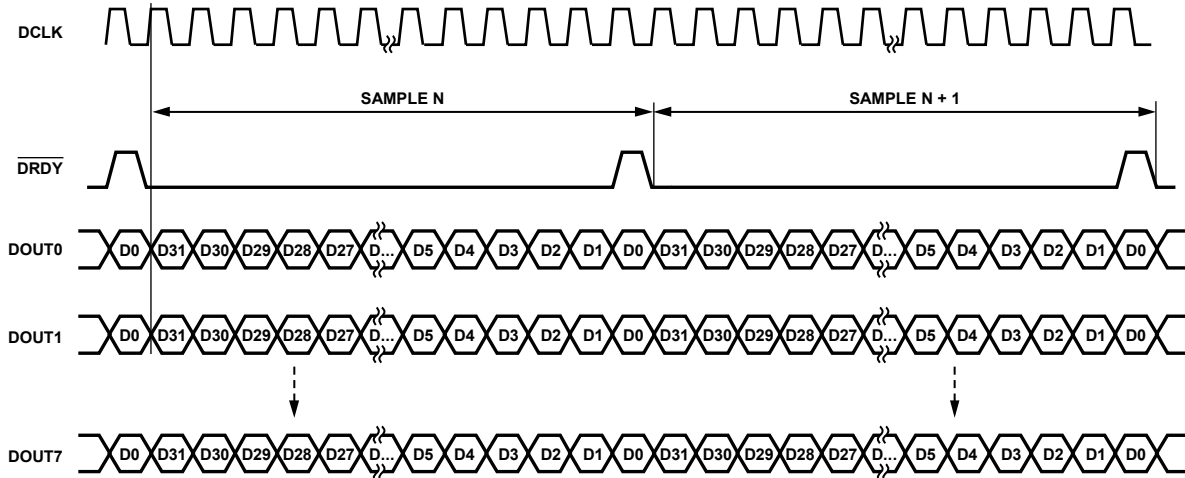 DCLK
SAMPLE N SAMPLE N + 1
DRDY
DOUT0 D0 D31 D30 D29 D28 D27 D... D5 D4 D3 D2 D1 D0 D31 D30 D29 D28 D27 D... D5 D4 D3 D2 D1 D0
DOUT1 D0 D31 D30 D29 D28 D27 D... D5 D4 D3 D2 D1 D0 D31 D30 D29 D28 D27 D... D5 D4 D3 D2 D1 D0
DOUT7 D0 D31 D30 D29 D28 D27 D... D5 D4 D3 D2 D1 D0 D31 D30 D29 D28 D27 D... D5 D4 D3 D2 D1 D0